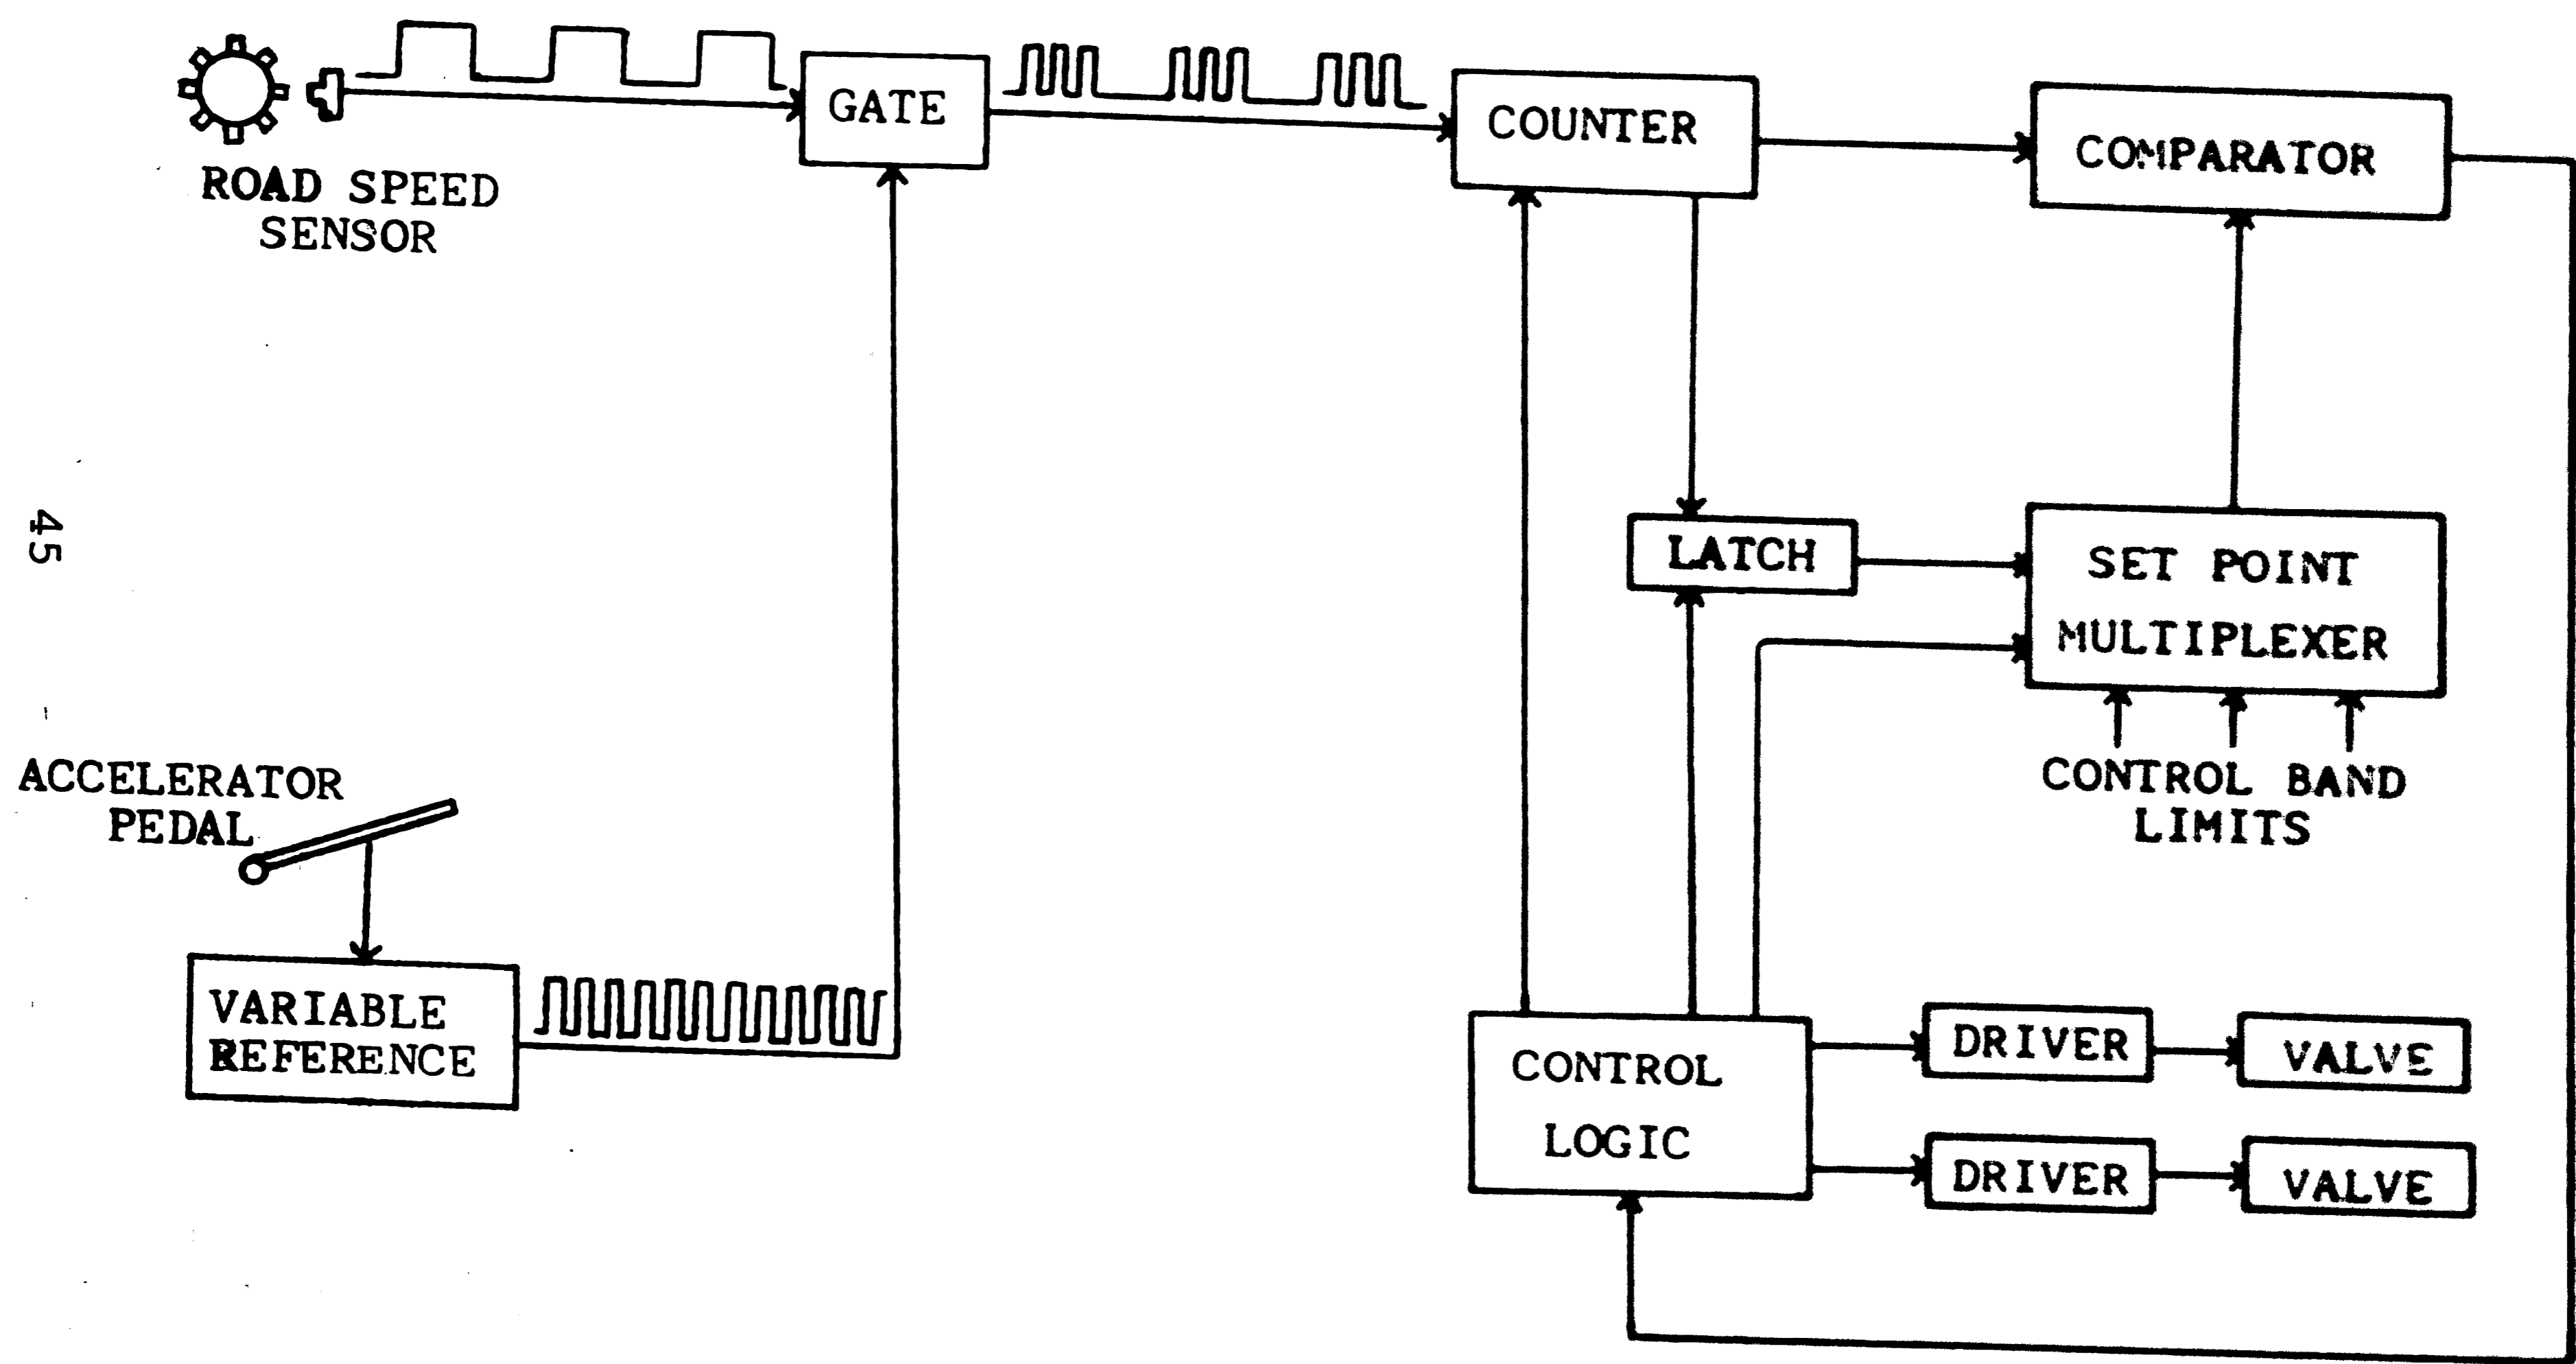 ROAD SPEED
SENSOR
GATE
COUNTER
COMPARATOR
LATCH
SET POINT
MULTIPLEXER
CONTROL BAND
LIMITS
45
ACCELERATOR
PEDAL
VARIABLE
REFERENCE
CONTROL
LOGIC
DRIVER
VALVE
DRIVER
VALVE